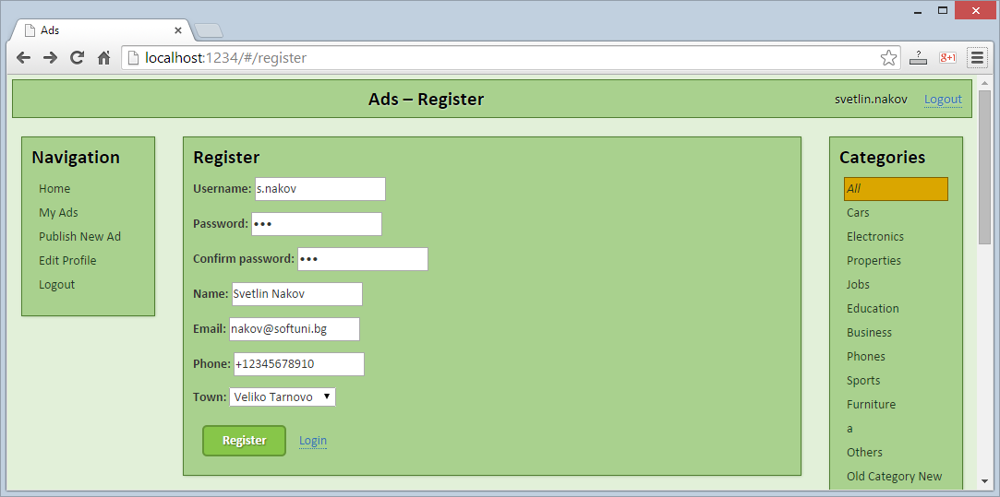 Ads
localhost:1234/#/register
?
g+1
Ads – Register
svetlin.nakov Logout
Navigation
Home
My Ads
Publish New Ad
Edit Profile
Logout
Register
Username: s.nakov
Password: •••
Confirm password: •••
Name: Svetlin Nakov
Email: nakov@softuni.bg
Phone: +12345678910
Town: Veliko Tarnovo
Register Login
Categories
All
Cars
Electronics
Properties
Jobs
Education
Business
Phones
Sports
Furniture
a
Others
Old Category New